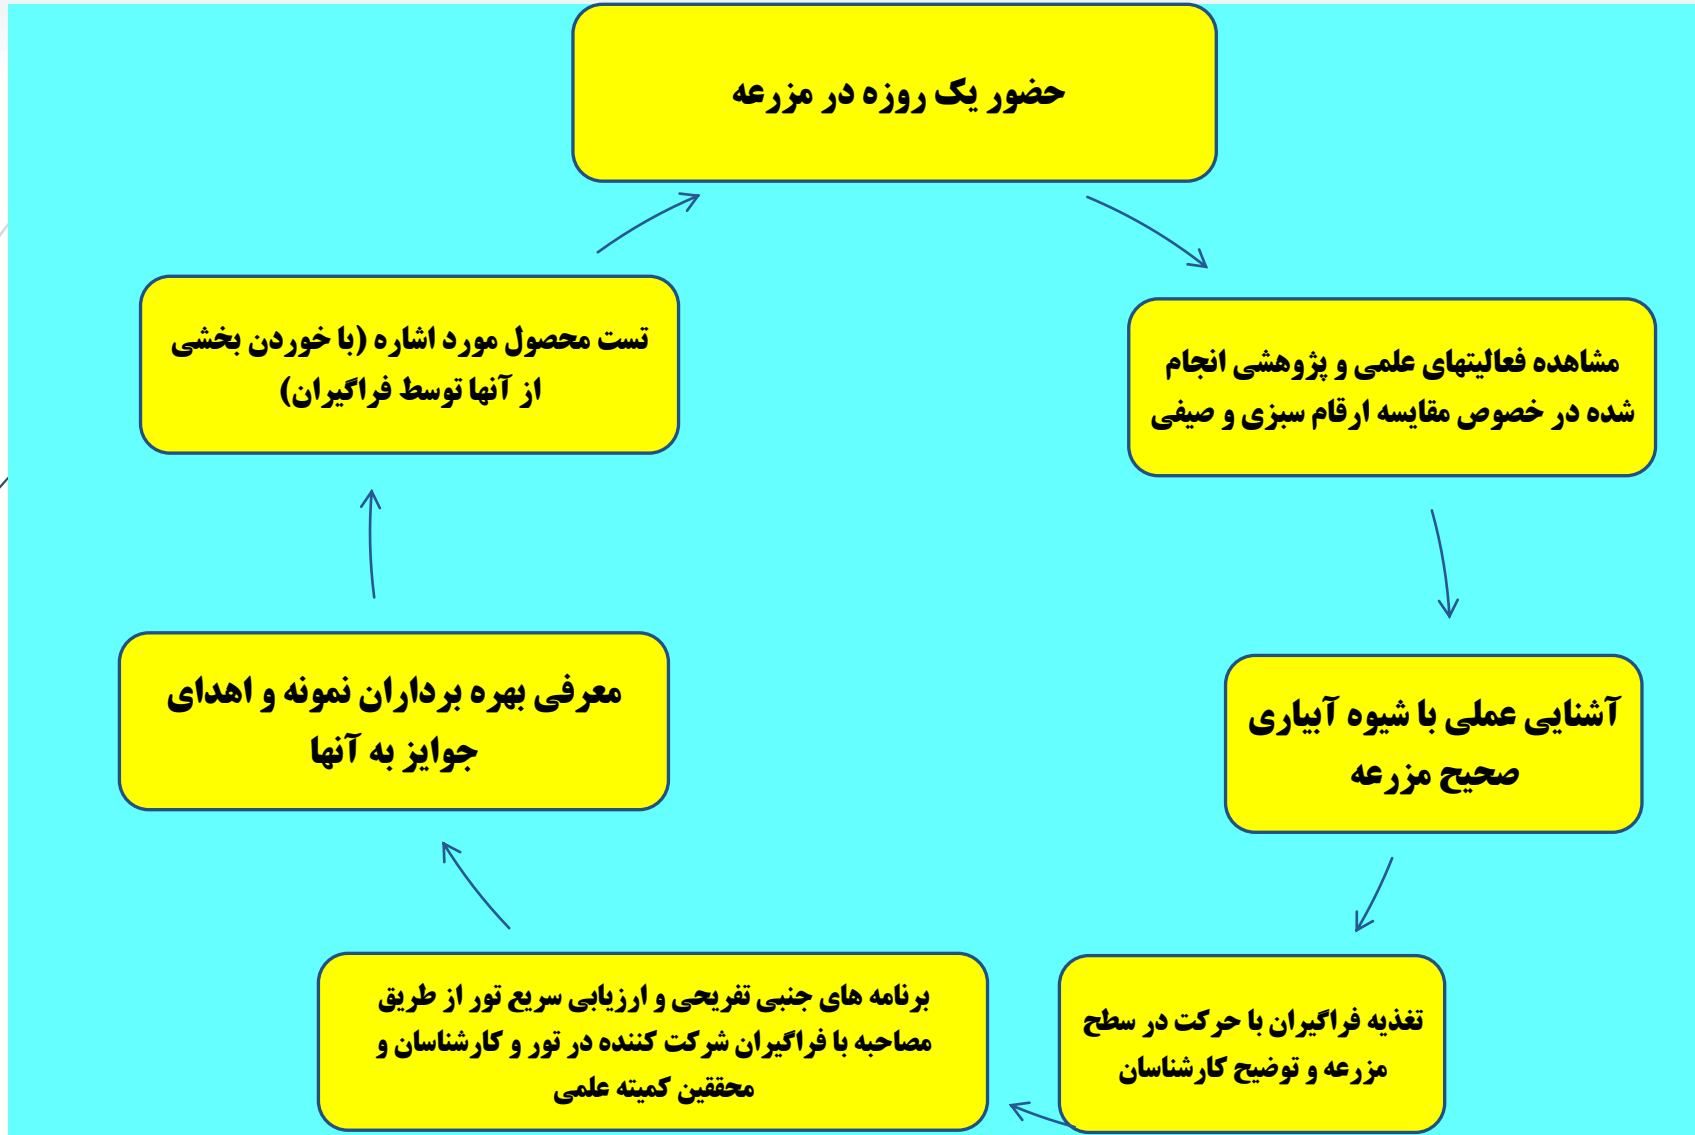 حضور یک روزه در مزرعه
مشاهده فعالیتهای علمی و پژوهشی انجام
شده در خصوص مقایسه ارقام سبزی و صیفی
آشنایی عملی با شیوه آبیاری
صحیح مزرعه
تغذیه فراگیران با حرکت در سطح
مزرعه و توضیح کارشناسان
برنامه های جنبی تفریحی و ارزیابی سریع تور از طریق
مصاحبه با فراگیران شرکت کننده در تور و کارشناسان و
محققین کمیته علمی
معرفی بهره برداران نمونه و اهدای
جوایز به آنها
تست محصول مورد اشاره (با خوردن بخشی
از آنها توسط فراگیران)